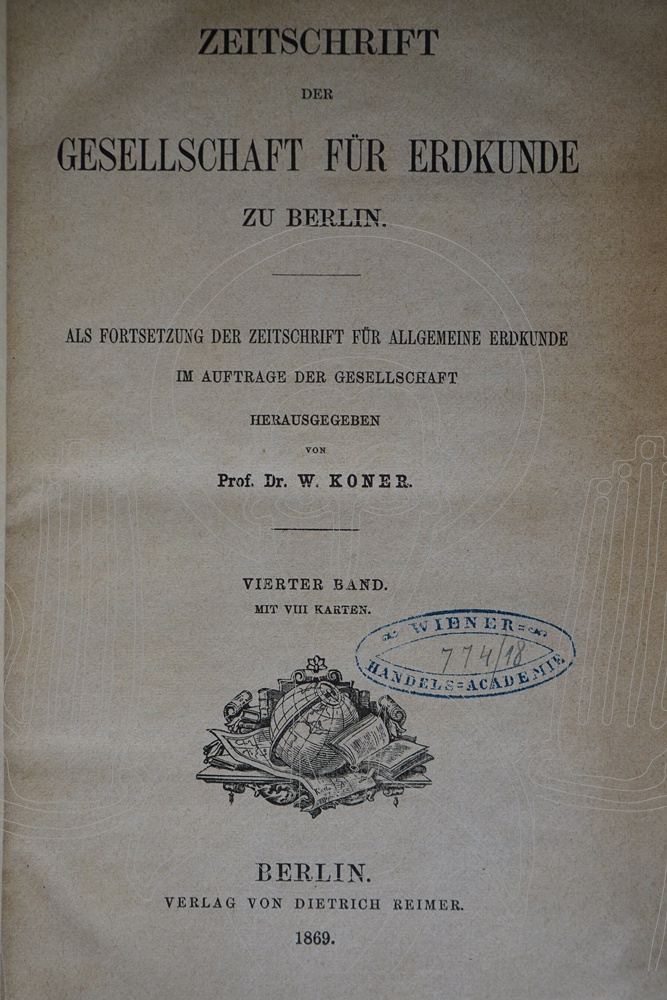 ZEITSCHRIFT
DER
GESELLSCHAFT FÜR ERDKUNDE
ZU BERLIN.
ALS FORTSETZUNG DER ZEITSCHRIFT FÜR ALLGEMEINE ERDKUNDE
IM AUFTRAGE DER GESELLSCHAFT
HERAUSGEGEBEN
VON
Prof. Dr. W. KONER.
VIERTER BAND.
MIT VIII KARTEN.
WIENER=
774/18
HANDELS=ACADEMIE
BERLIN.
VERLAG VON DIETRICH REIMER.
1869.